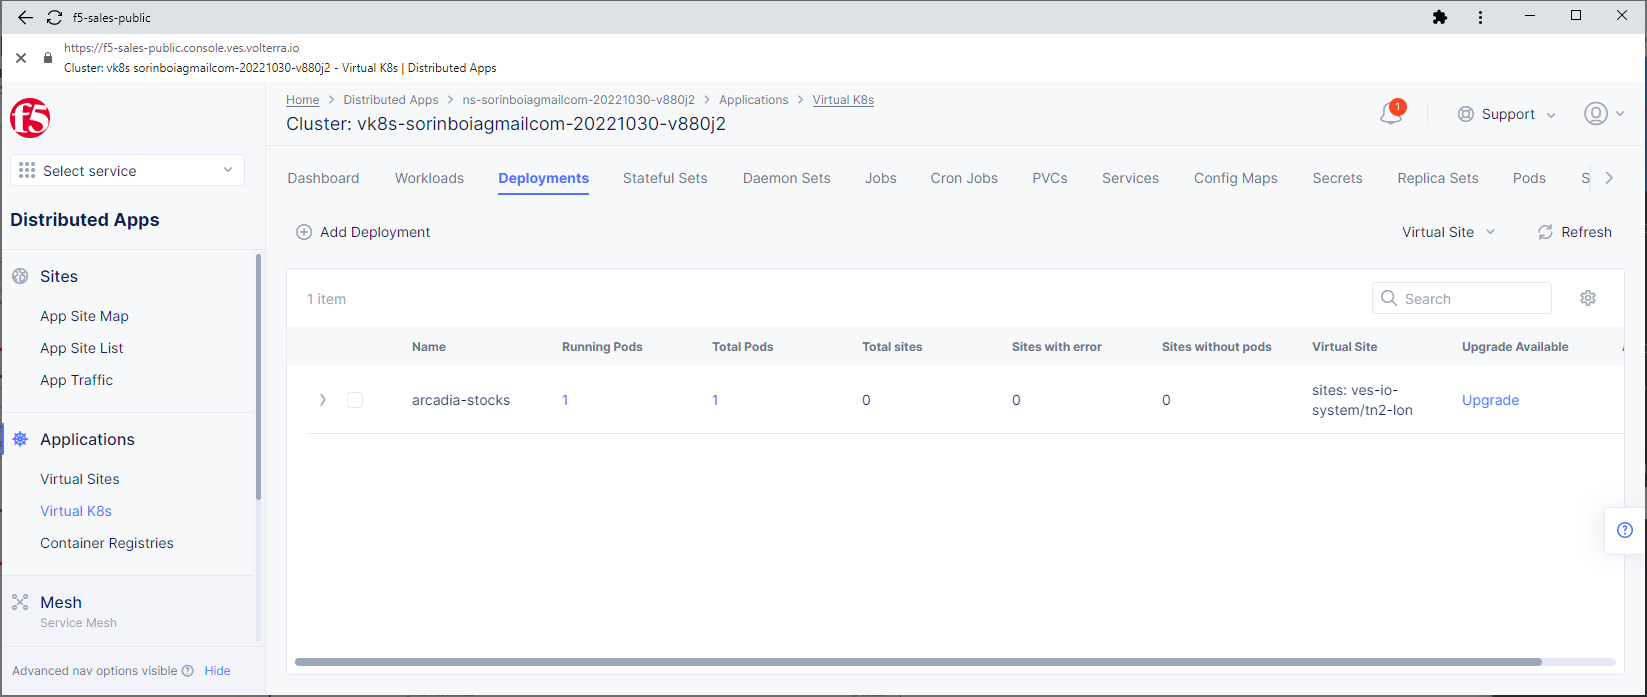 f5-sales-public
https://f5-sales-public.console.ves.volterra.io
Cluster: vk8s sorinboiagmailcom-20221030-v880j2 - Virtual K8s | Distributed Apps
f5
Select service
Distributed Apps
Sites
App Site Map
App Site List
App Traffic
Applications
Virtual Sites
Virtual K8s
Container Registries
Mesh
Service Mesh
Advanced nav options visible Hide
Home > Distributed Apps > ns-sorinboiagmailcom-20221030-v880j2 > Applications > Virtual K8s
Cluster: vk8s-sorinboiagmailcom-20221030-v880j2
1
Support
Dashboard Workloads Deployments Stateful Sets Daemon Sets Jobs Cron Jobs PVCs Services Config Maps Secrets Replica Sets Pods S
Add Deployment
Virtual Site
Refresh
1 item
Search
Name Running Pods Total Pods Total sites Sites with error Sites without pods Virtual Site Upgrade Available
arcadia-stocks 1 1 0 0 0 sites: ves-io-
system/tn2-lon Upgrade